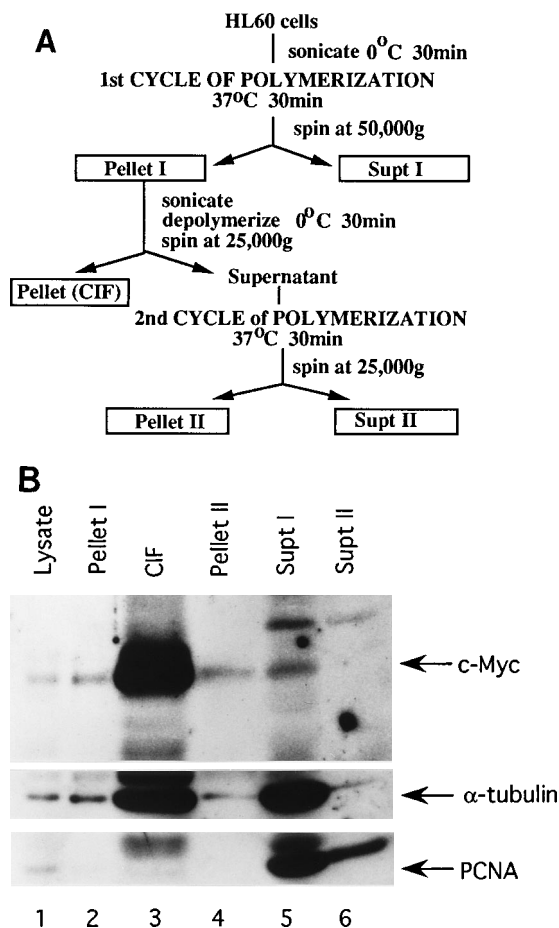 A
HL60 cells
sonicate 0°C 30min
1st CYCLE OF POLYMERIZATION
37°C 30min
spin at 50,000g
Pellet I
Supt I
sonicate
depolymerize 0°C 30min
spin at 25,000g
Pellet (CIF)
Supernatant
2nd CYCLE of POLYMERIZATION
37°C 30min
spin at 25,000g
Pellet II
Supt II
B
Lysate
Pellet I
CIF
Pellet II
Supt I
Supt II
c-Myc
α-tubulin
PCNA
1 2 3 4 5 6